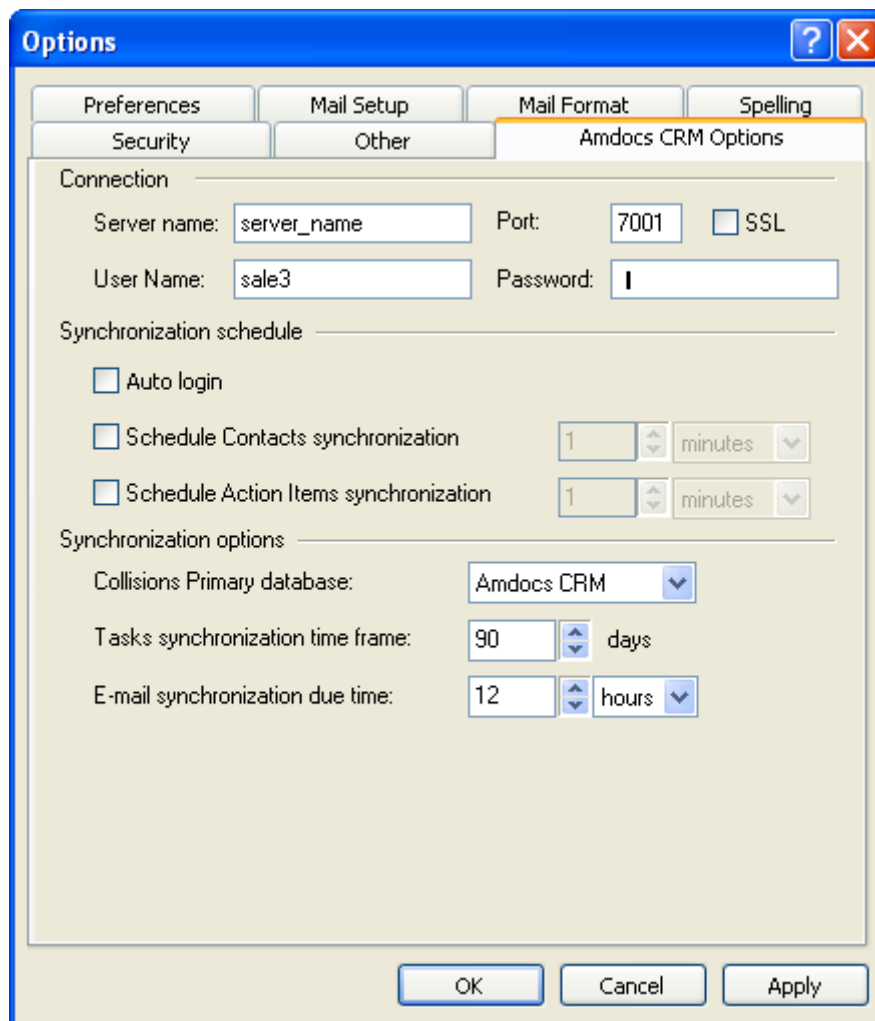 Options
Preferences Mail Setup Mail Format Spelling
Security Other Amdocs CRM Options
Connection
Server name: server_name Port: 7001 SSL
User Name: sale3 Password:
Synchronization schedule
Auto login
Schedule Contacts synchronization 1 minutes
Schedule Action Items synchronization 1 minutes
Synchronization options
Collisions Primary database: Amdocs CRM
Tasks synchronization time frame: 90 days
E-mail synchronization due time: 12 hours
OK Cancel Apply